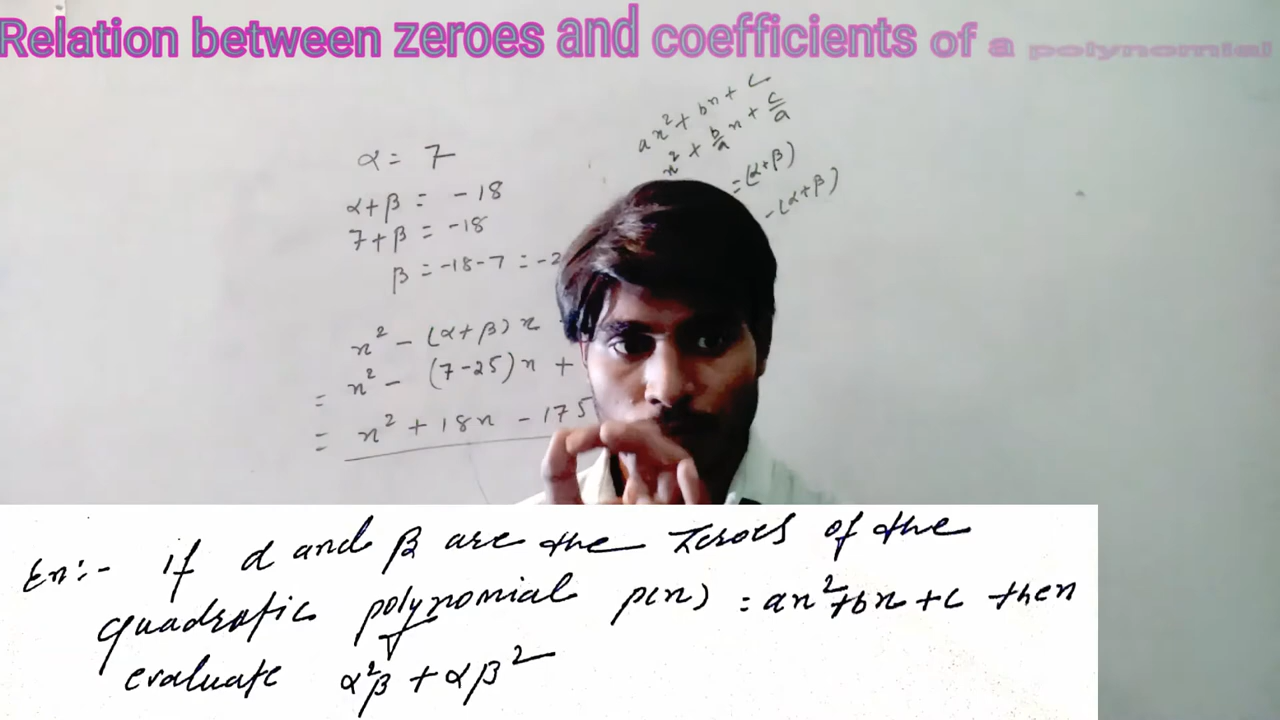 Relation between zeroes and coefficients of a polynomial
α = 7
α+β = -18
7+β = -18
β = -18-7 = -2
x² - (α+β)x
= x² - (7-25)x +
= x² + 18x - 175
ax² + bx + c
x² + b/a x + c/a
= (α+β)
-(α+β)
Ex:- if α and β are the zeroes of the
quadratic polynomial p(x) = ax²+bx+c then
evaluate α²β + αβ²